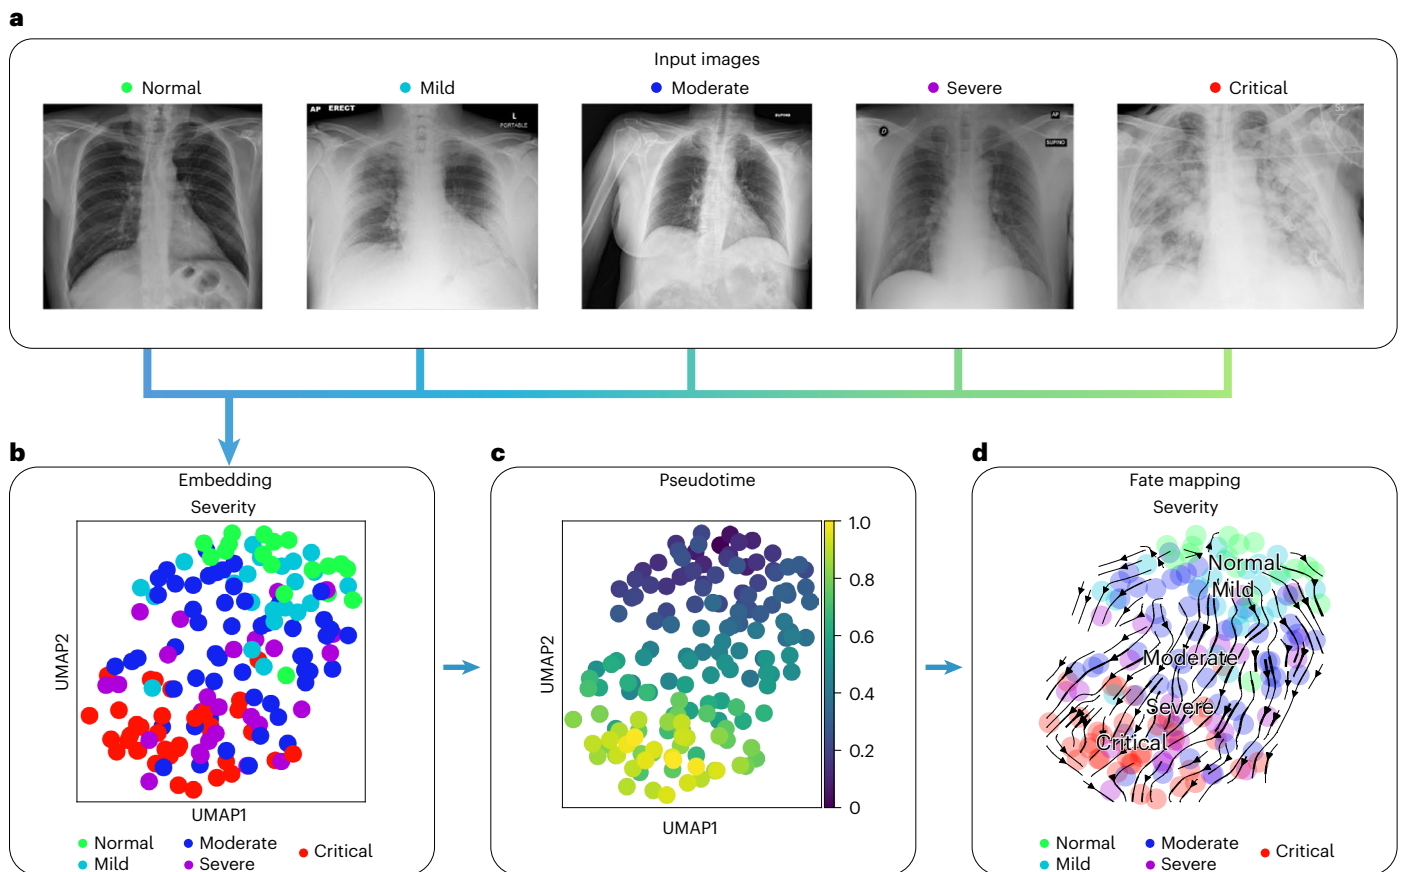 a
Input images
Normal
Mild
Moderate
Severe
Critical
AP ERECT
L
PORTABLE
SUPINO
D
AP
SUPINO
b
Embedding
Severity
UMAP2
UMAP1
Normal
Mild
Moderate
Severe
Critical
c
Pseudotime
UMAP2
UMAP1
1.0
0.8
0.6
0.4
0.2
0
d
Fate mapping
Severity
Normal
Mild
Moderate
Severe
Critical
Normal
Mild
Moderate
Severe
Critical